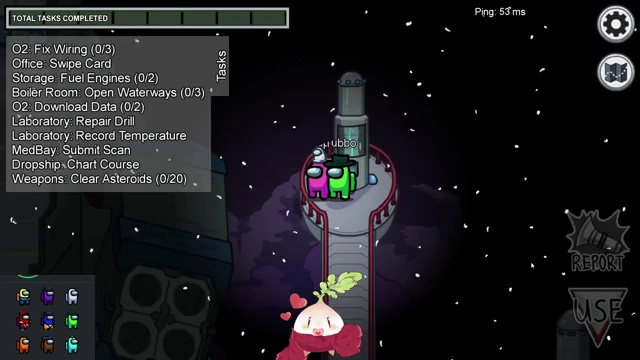 TOTAL TASKS COMPLETED
Ping: 53 ms
O2: Fix Wiring (0/3)
Office: Swipe Card
Storage: Fuel Engines (0/2)
Boiler Room: Open Waterways (0/3)
O2: Download Data (0/2)
Laboratory: Repair Drill
Laboratory: Record Temperature
MedBay: Submit Scan
Dropship: Chart Course
Weapons: Clear Asteroids (0/20)
Tasks
REPORT
USE